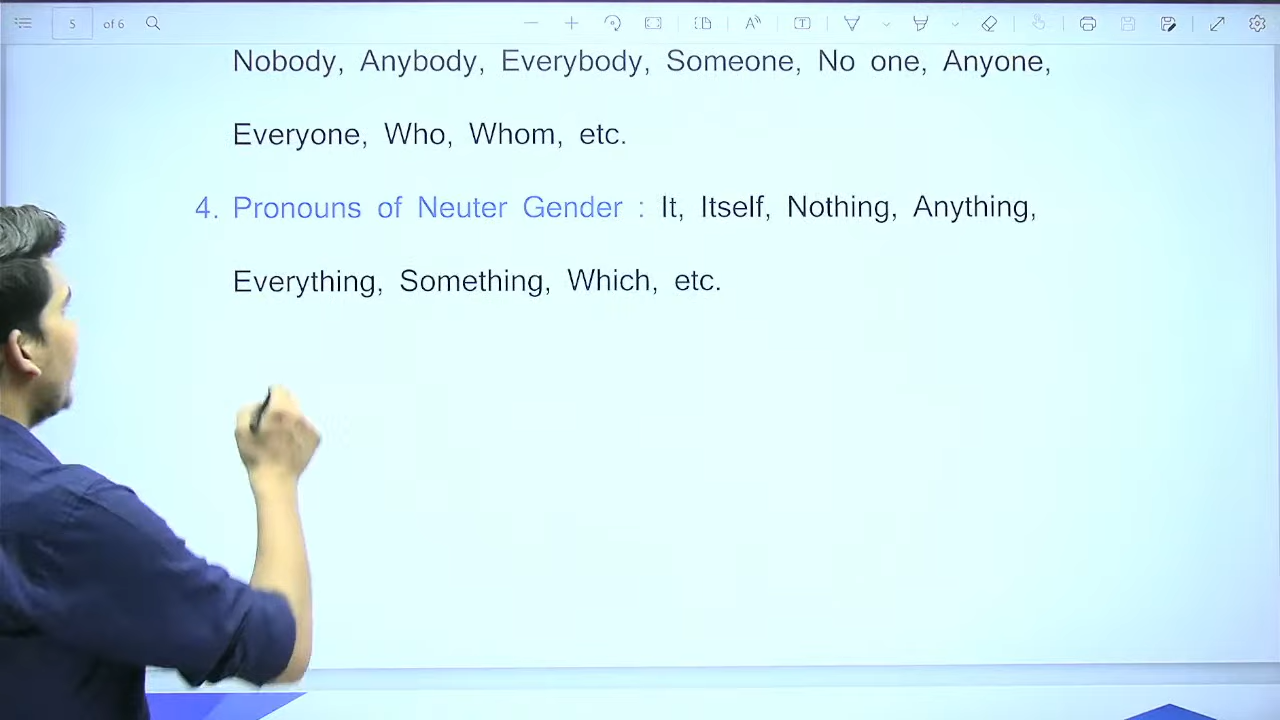 5 of 6
Nobody, Anybody, Everybody, Someone, No one, Anyone,
Everyone, Who, Whom, etc.
4. Pronouns of Neuter Gender : It, Itself, Nothing, Anything,
Everything, Something, Which, etc.